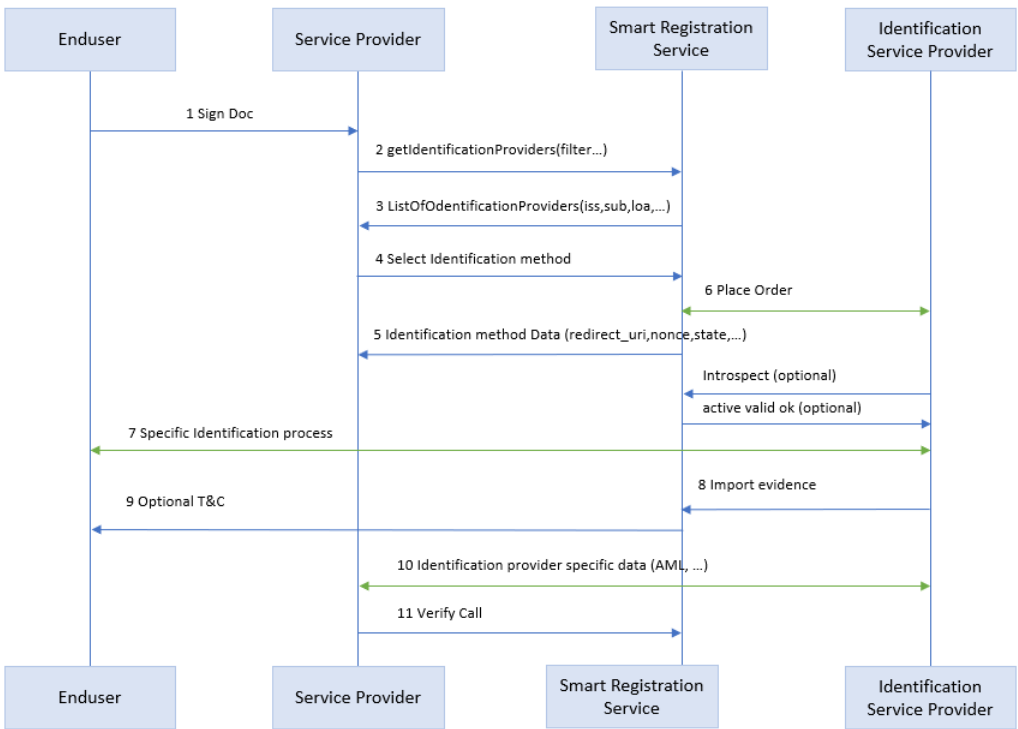 Enduser
Service Provider
Smart Registration
Service
Identification
Service Provider
1 Sign Doc
2 getIdentificationProviders(filter...)
3 ListOfOdentificationProviders(iss,sub,loa,...)
4 Select Identification method
6 Place Order
5 Identification method Data (redirect_uri,nonce,state,...)
Introspect (optional)
active valid ok (optional)
7 Specific Identification process
8 Import evidence
9 Optional T&C
10 Identification provider specific data (AML, ...)
11 Verify Call
Enduser
Service Provider
Smart Registration
Service
Identification
Service Provider